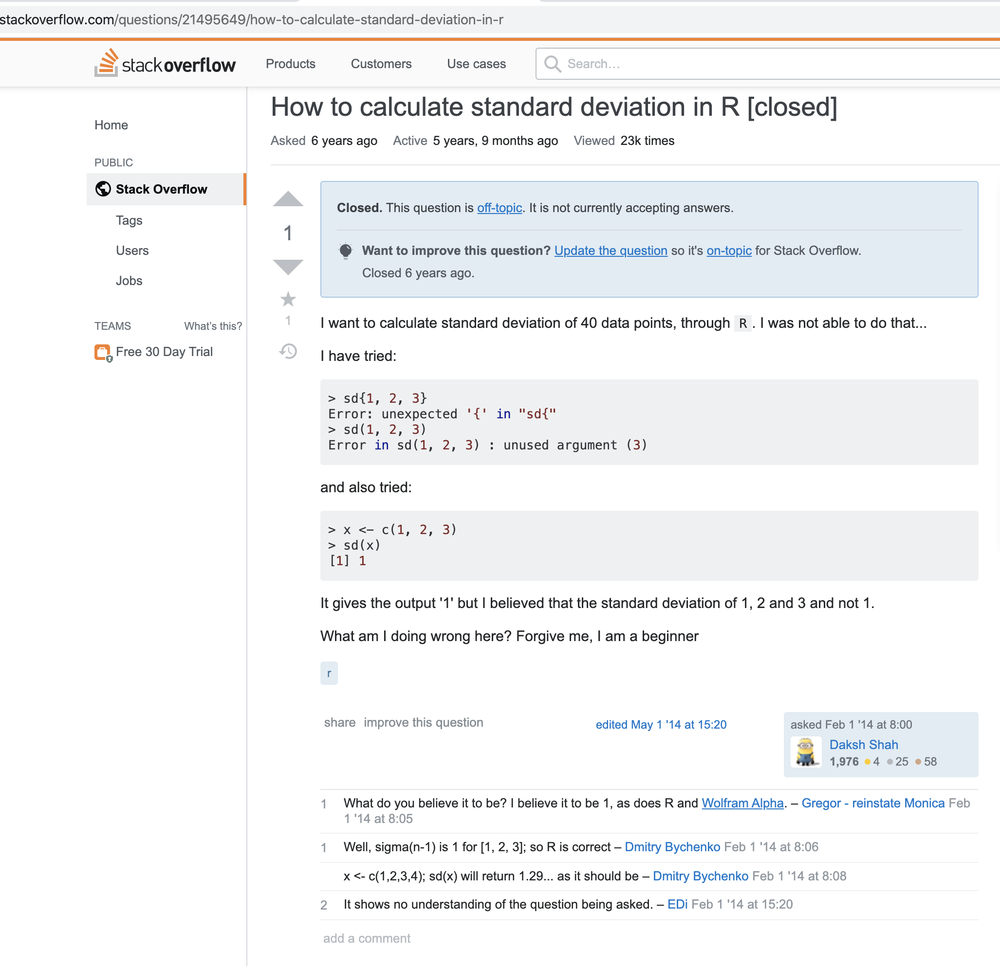 stackoverflow.com/questions/21495649/how-to-calculate-standard-deviation-in-r
stackoverflow Products Customers Use cases Search…
How to calculate standard deviation in R [closed]
Asked 6 years ago Active 5 years, 9 months ago Viewed 23k times
Home
PUBLIC
Stack Overflow
Tags
Users
Jobs
TEAMS What's this?
Free 30 Day Trial
1
1
Closed. This question is off-topic. It is not currently accepting answers.
Want to improve this question? Update the question so it's on-topic for Stack Overflow.
Closed 6 years ago.
I want to calculate standard deviation of 40 data points, through R. I was not able to do that...
I have tried:
> sd{1, 2, 3}
Error: unexpected '{' in "sd{"
> sd(1, 2, 3)
Error in sd(1, 2, 3) : unused argument (3)
and also tried:
> x <- c(1, 2, 3)
> sd(x)
[1] 1
It gives the output '1' but I believed that the standard deviation of 1, 2 and 3 and not 1.
What am I doing wrong here? Forgive me, I am a beginner
r
share improve this question edited May 1 '14 at 15:20 asked Feb 1 '14 at 8:00
Daksh Shah
1,976 4 25 58
1 What do you believe it to be? I believe it to be 1, as does R and Wolfram Alpha. – Gregor - reinstate Monica Feb
1 '14 at 8:05
1 Well, sigma(n-1) is 1 for [1, 2, 3]; so R is correct – Dmitry Bychenko Feb 1 '14 at 8:06
x <- c(1,2,3,4); sd(x) will return 1.29... as it should be – Dmitry Bychenko Feb 1 '14 at 8:08
2 It shows no understanding of the question being asked. – EDi Feb 1 '14 at 15:20
add a comment